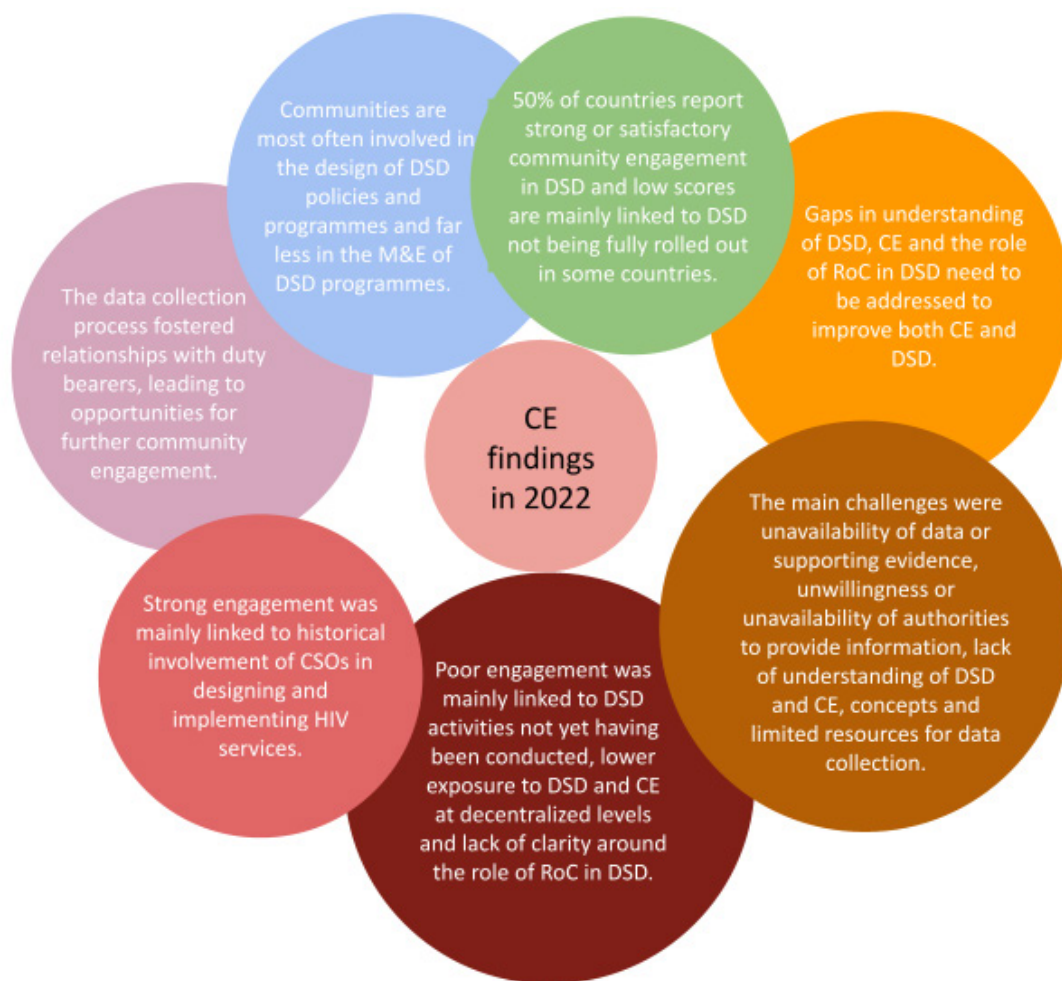 Communities are
most often involved in
the design of DSD
policies and
programmes and far
less in the M&E of
DSD programmes.
50% of countries report
strong or satisfactory
community engagement
in DSD and low scores
are mainly linked to DSD
not being fully rolled out
in some countries.
Gaps in understanding
of DSD, CE and the role
of RoC in DSD need to
be addressed to
improve both CE and
DSD.
The data collection
process fostered
relationships with duty
bearers, leading to
opportunities for
further community
engagement.
CE
findings
in 2022
The main challenges were
unavailability of data or
supporting evidence,
unwillingness or
unavailability of authorities
to provide information, lack
of understanding of DSD
and CE, concepts and
limited resources for data
collection.
Strong engagement was
mainly linked to historical
involvement of CSOs in
designing and
implementing HIV
services.
Poor engagement was
mainly linked to DSD
activities not yet having
been conducted, lower
exposure to DSD and CE
at decentralized levels
and lack of clarity around
the role of RoC in DSD.